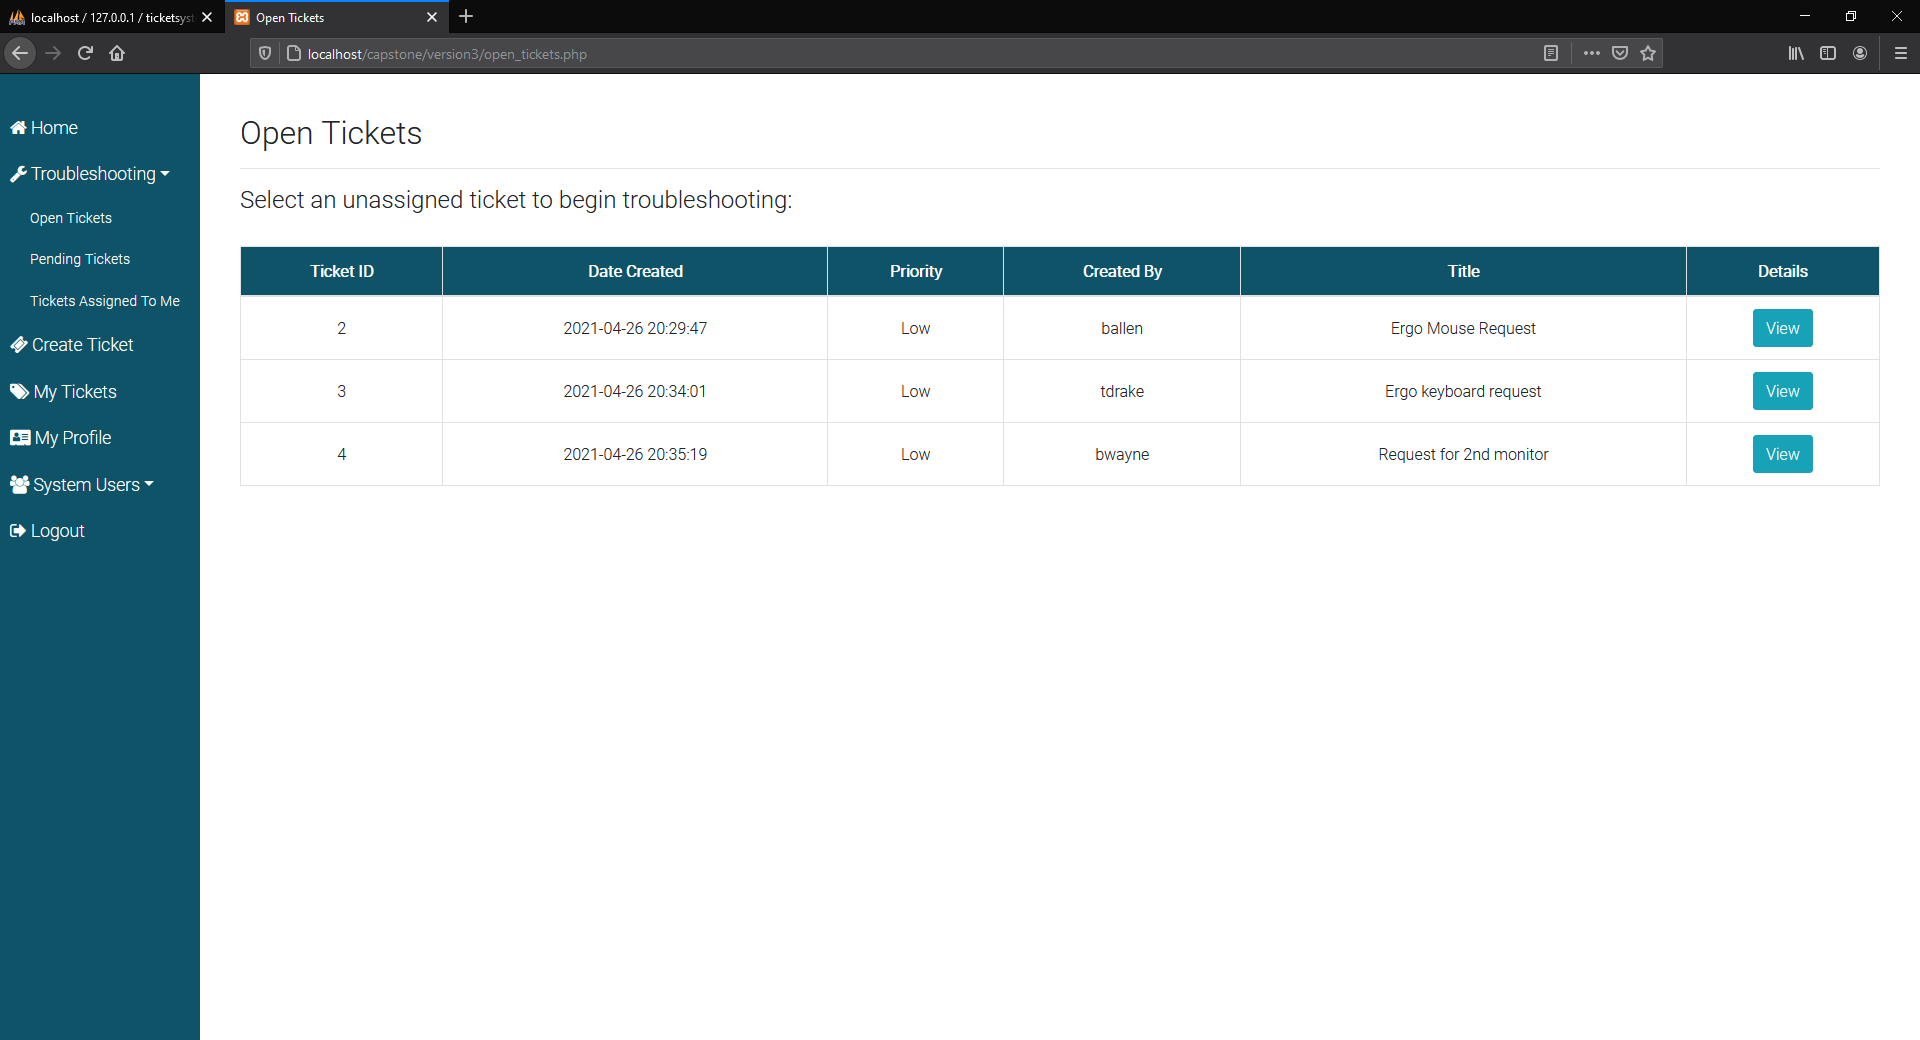 localhost / 127.0.0.1 / ticketsyst
Open Tickets
localhost/capstone/version3/open_tickets.php
Home
Troubleshooting
Open Tickets
Pending Tickets
Tickets Assigned To Me
Create Ticket
My Tickets
My Profile
System Users
Logout
Open Tickets
Select an unassigned ticket to begin troubleshooting:
Ticket ID Date Created Priority Created By Title Details
2 2021-04-26 20:29:47 Low ballen Ergo Mouse Request View
3 2021-04-26 20:34:01 Low tdrake Ergo keyboard request View
4 2021-04-26 20:35:19 Low bwayne Request for 2nd monitor View